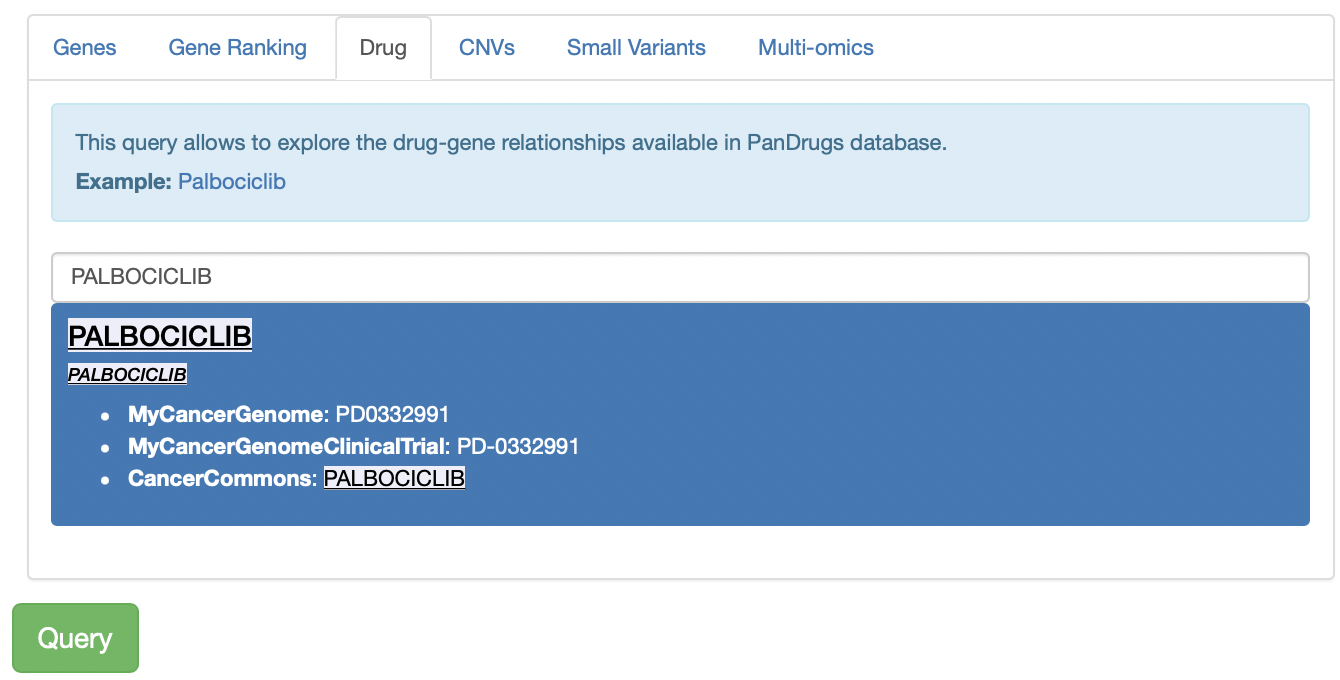 Genes Gene Ranking Drug CNVs Small Variants Multi-omics
This query allows to explore the drug-gene relationships available in PanDrugs database.
Example: Palbociclib
PALBOCICLIB
PALBOCICLIB
PALBOCICLIB
MyCancerGenome: PD0332991
MyCancerGenomeClinicalTrial: PD-0332991
CancerCommons: PALBOCICLIB
Query